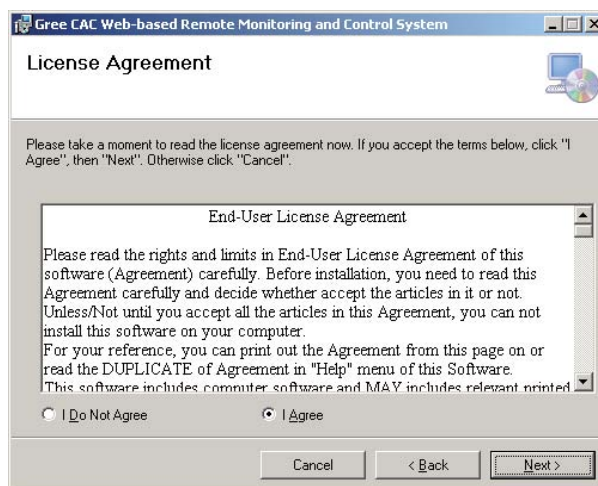 Gree CAC Web-based Remote Monitoring and Control System
License Agreement
Please take a moment to read the license agreement now. If you accept the terms below, click "I
Agree", then "Next". Otherwise click "Cancel".
End-User License Agreement
Please read the rights and limits in End-User License Agreement of this
software (Agreement) carefully. Before installation, you need to read this
Agreement carefully and decide whether accept the articles in it or not.
Unless/Not until you accept all the articles in this Agreement, you can not
install this software on your computer.
For your reference, you can print out the Agreement from this page on or
read the DUPLICATE of Agreement in "Help" menu of this Software.
This software includes computer software and MAY includes relevant printed
I Do Not Agree
I Agree
Cancel
< Back
Next >